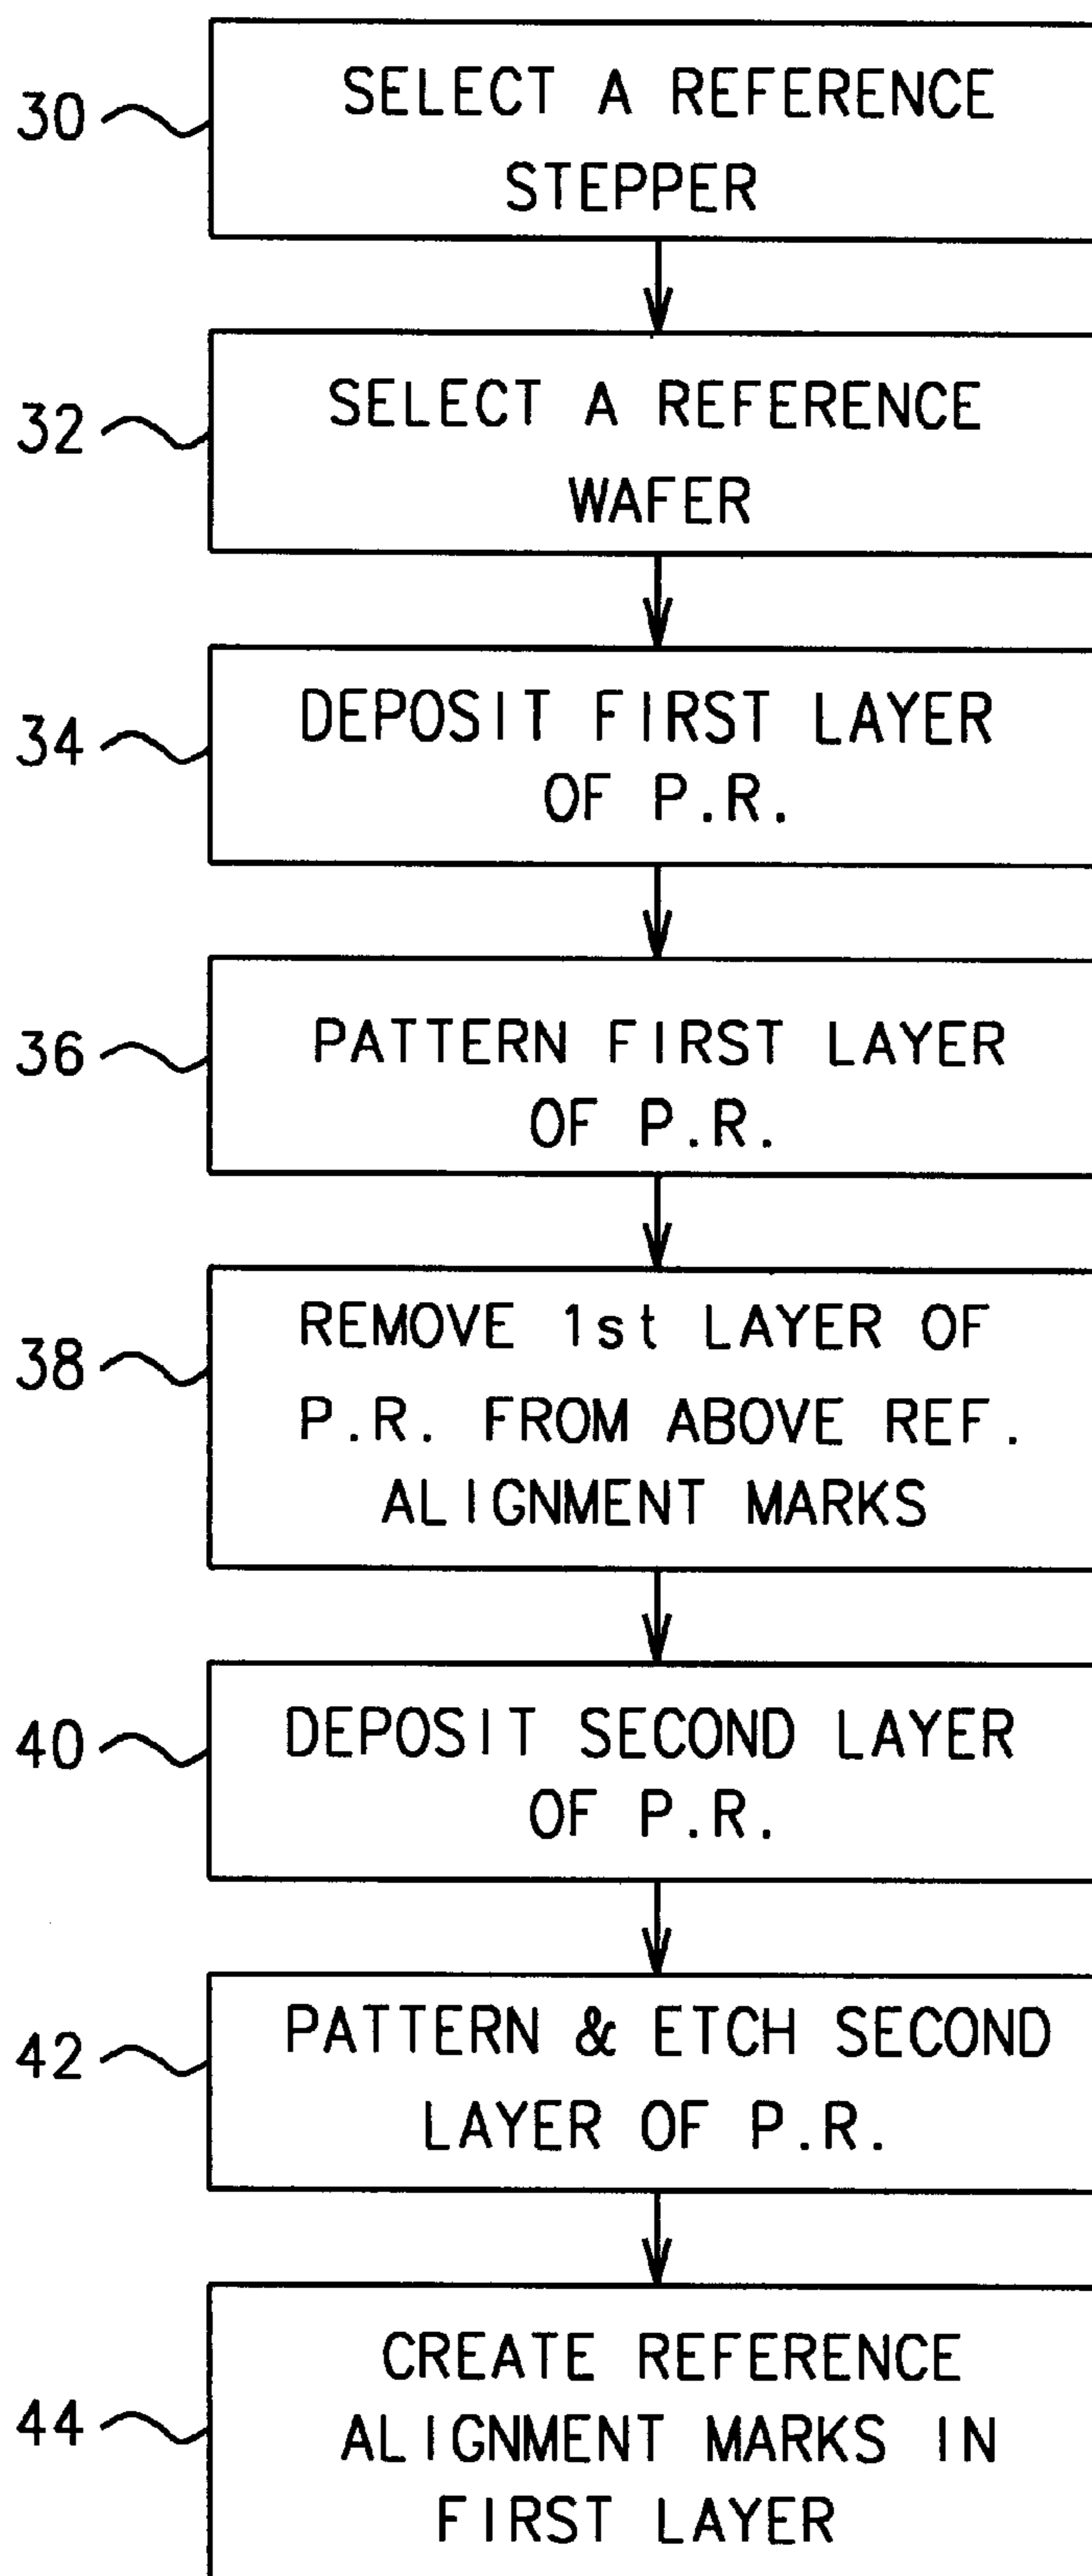 30
SELECT A REFERENCE
STEPPER
32
SELECT A REFERENCE
WAFER
34
DEPOSIT FIRST LAYER
OF P.R.
36
PATTERN FIRST LAYER
OF P.R.
38
REMOVE 1st LAYER OF
P.R. FROM ABOVE REF.
ALIGNMENT MARKS
40
DEPOSIT SECOND LAYER
OF P.R.
42
PATTERN & ETCH SECOND
LAYER OF P.R.
44
CREATE REFERENCE
ALIGNMENT MARKS IN
FIRST LAYER